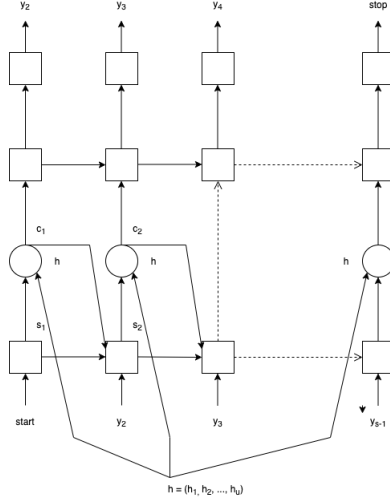 y2 y3 y4 stop
c1 c2
h h h
s1 s2
start y2 y3 ys-1
h = (h1, h2, ..., hu)